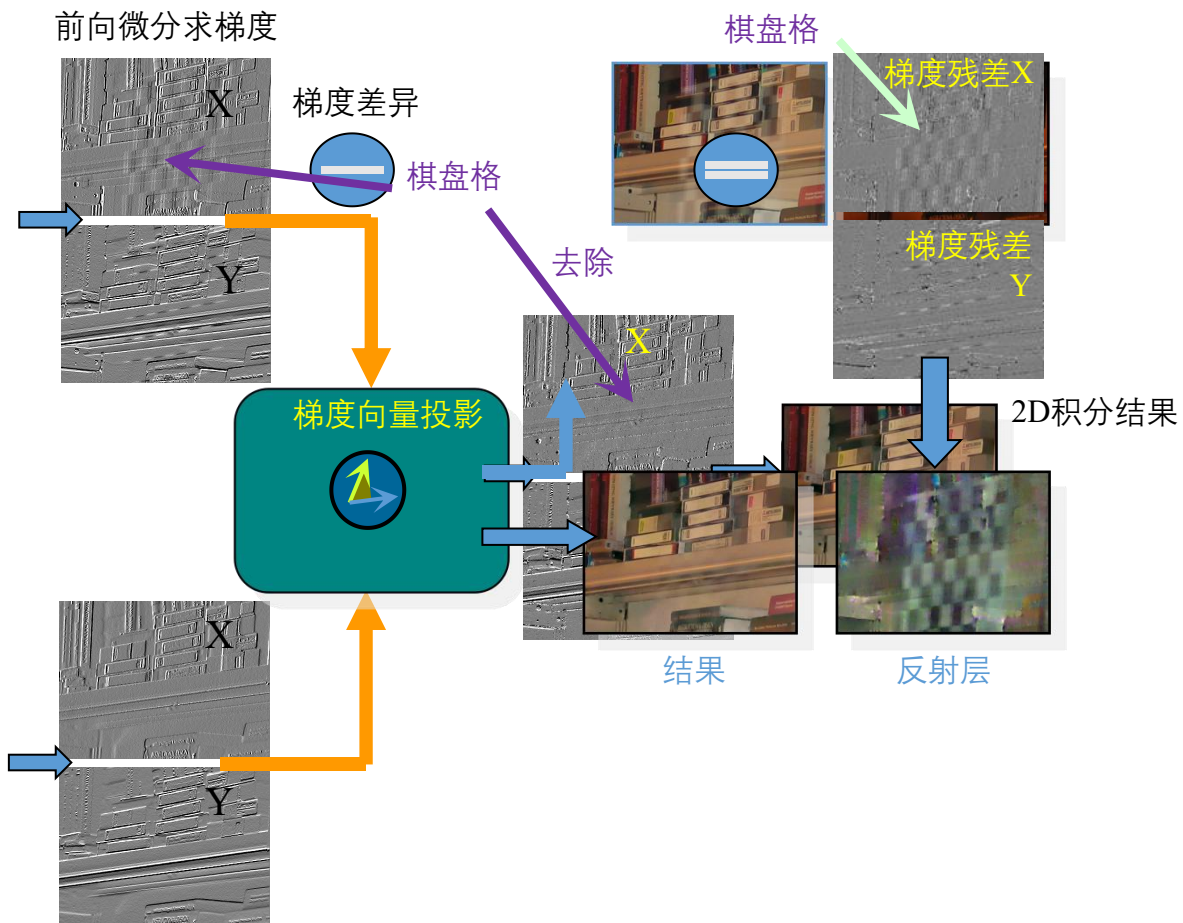 前向微分求梯度
X
Y
梯度差异
棋盘格
棋盘格
梯度残差X
梯度残差
Y
去除
X
梯度向量投影
2D积分结果
结果
反射层
X
Y